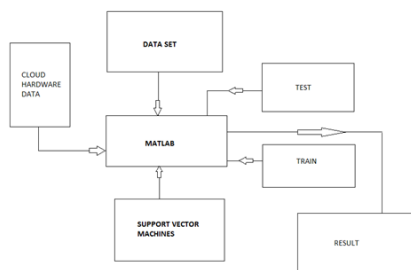 DATA SET
CLOUD
HARDWARE
DATA
TEST
MATLAB
TRAIN
SUPPORT VECTOR
MACHINES
RESULT